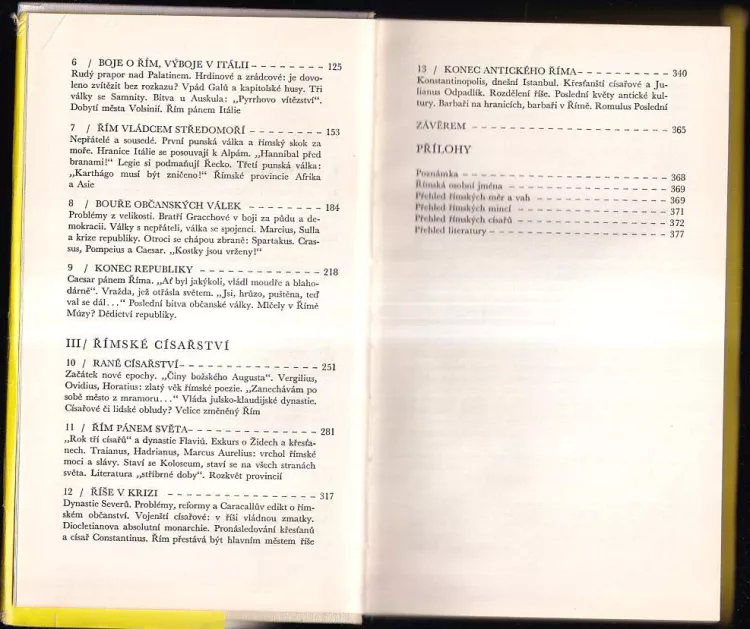 6 / BOJE O ŘÍM, VÝBOJE V ITÁLII – – – – – – – – 125
Rudý prapor nad Palatinem. Hrdinové a zrádcové: je dovo-
leno zvítězit bez rozkazu? Vpád Galů a kapitolské husy. Tři
války se Samnity. Bitva u Auskula: „Pyrrhovo vítězství“.
Dobytí města Volsinií. Řím pánem Itálie
7 / ŘÍM VLÁDCEM STŘEDOMOŘÍ – – – – – – – – 153
Nepřátelé a sousedé. První punská válka a římský skok za
moře. Hranice Itálie se posouvají k Alpám. „Hannibal před
branami!“ Legie si podmaňují Řecko. Třetí punská válka:
„Karthágo musí být zničeno!“ Římské provincie Afrika
a Asie
8 / BOUŘE OBČANSKÝCH VÁLEK – – – – – – – – 184
Problémy z velikosti. Bratří Gracchové v boji za půdu a de-
mokracii. Války s nepřáteli, válka se spojenci. Marcius, Sulla
a krize republiky. Otroci se chápou zbraně: Spartakus. Cras-
sus, Pompeius a Caesar. „Kostky jsou vrženy!“
9 / KONEC REPUBLIKY – – – – – – – – – – – – 218
Caesar pánem Říma. „Ať byl jakýkoli, vládl moudře a blaho-
dárně“. Vražda, jež otřásla světem. „Jsi, hrůzo, puštěna, teď
val se dál...“ Poslední bitva občanské války. Mlčely v Římě
Múzy? Dědictví republiky.
III/ ŘÍMSKÉ CÍSAŘSTVÍ
10 / RANÉ CÍSAŘSTVÍ – – – – – – – – – – – – – – 251
Začátek nové epochy. „Činy božského Augusta“. Vergilius,
Ovidius, Horatius: zlatý věk římské poezie. „Zanechávám po
sobě město z mramoru...“ Vláda julsko-klaudijské dynastie.
Císařové či lidské obludy? Velice změněný Řím
11 / ŘÍM PÁNEM SVĚTA – – – – – – – – – – – – – 281
„Rok tří císařů“ a dynastie Flaviů. Exkurs o Židech a křesťa-
nech. Traianus, Hadrianus, Marcus Aurelius: vrchol římské
moci a slávy. Staví se Koloseum, staví se na všech stranách
světa. Literatura „stříbrné doby“. Rozkvět provincií
12 / ŘÍŠE V KRIZI – – – – – – – – – – – – – – – 317
Dynastie Severů. Problémy, reformy a Caracallův edikt o řím-
ském občanství. Vojenští císařové: v říši vládnou zmatky.
Diocletianova absolutní monarchie. Pronásledování křesťanů
a císař Constantinus. Řím přestává být hlavním městem říše
13 / KONEC ANTICKÉHO ŘÍMA – – – – – – – – – 340
Konstantinopolis, dnešní Istanbul. Křesťanští císařové a Ju-
lianus Odpadlík. Rozdělení říše. Poslední květy antické kul-
tury. Barbaři na hranicích, barbaři v Římě. Romulus Poslední
ZÁVĚREM – – – – – – – – – – – – – – – – – – – – 365
PŘÍLOHY
Poznámka – – – – – – – – – – – – – – – – – – – – 368
Římská osobní jména – – – – – – – – – – – – – – – 369
Přehled římských měr a vah – – – – – – – – – – – – 369
Přehled římských mincí – – – – – – – – – – – – – – 371
Přehled římských císařů – – – – – – – – – – – – – – 372
Přehled literatury – – – – – – – – – – – – – – – – – 377